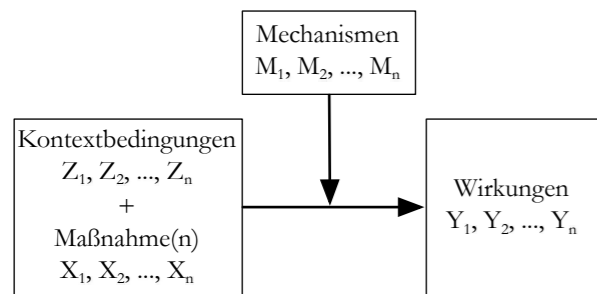 Mechanismen
M₁, M₂, ..., Mₙ
Kontextbedingungen
Z₁, Z₂, ..., Zₙ
+
Maßnahme(n)
X₁, X₂, ..., Xₙ
Wirkungen
Y₁, Y₂, ..., Yₙ